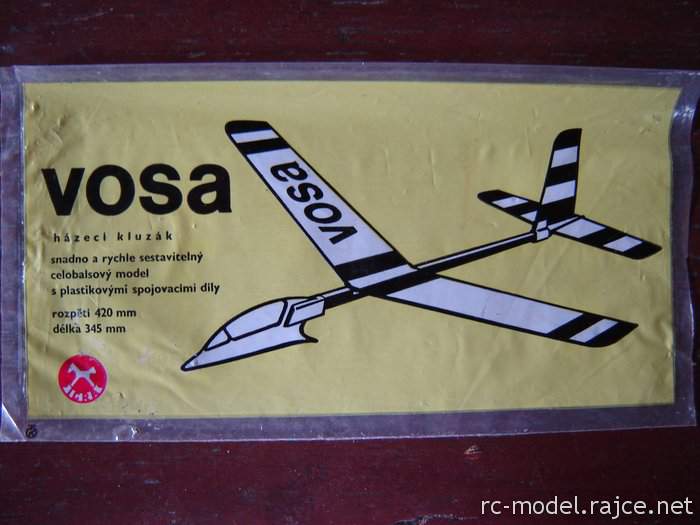 vosa
házecí kluzák
snadno a rychle sestavitelný
celobalsový model
s plastikovými spojovacími díly
rozpětí 420 mm
délka 345 mm
vosa
rc-model.rajce.net